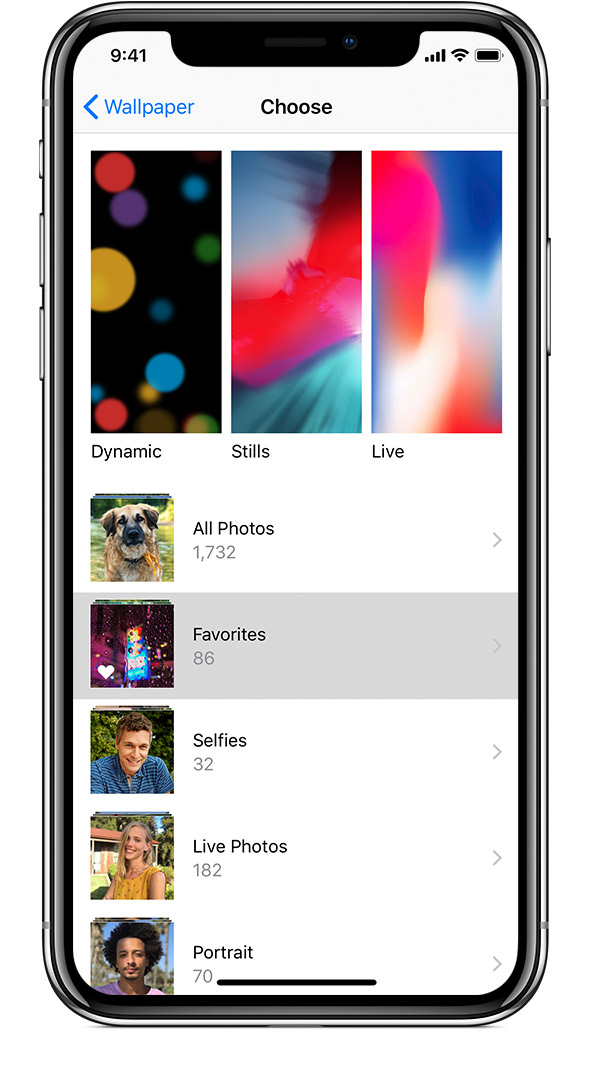 9:41
Wallpaper
Choose
Dynamic
Stills
Live
All Photos
1,732
Favorites
86
Selfies
32
Live Photos
182
Portrait
70